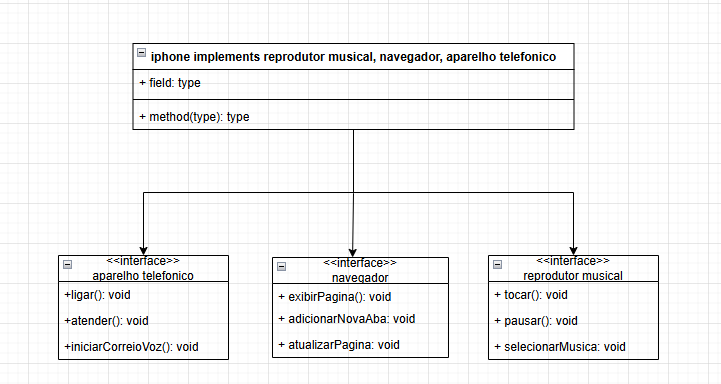 iphone implements reprodutor musical, navegador, aparelho telefonico
+ field: type
+ method(type): type
<<interface>>
aparelho telefonico
+ligar(): void
+atender(): void
+iniciarCorreioVoz(): void
<<interface>>
navegador
+ exibirPagina(): void
+ adicionarNovaAba: void
+ atualizarPagina: void
<<interface>>
reprodutor musical
+ tocar(): void
+ pausar(): void
+ selecionarMusica: void